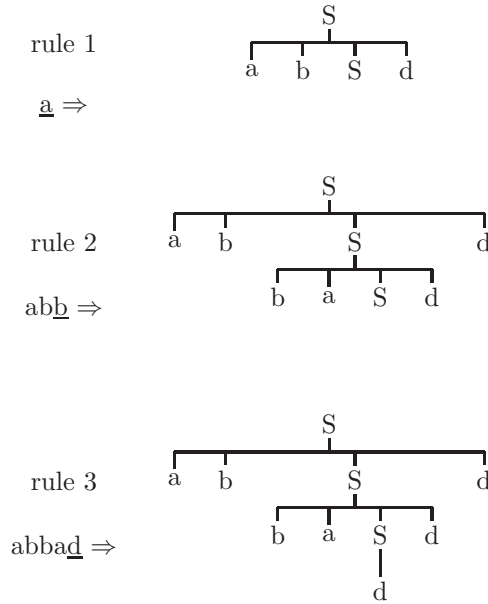 S
rule 1
a b S d
a ⇒
S
rule 2 a b S d
b a S d
abb ⇒
S
rule 3 a b S d
b a S d
abbad ⇒
d